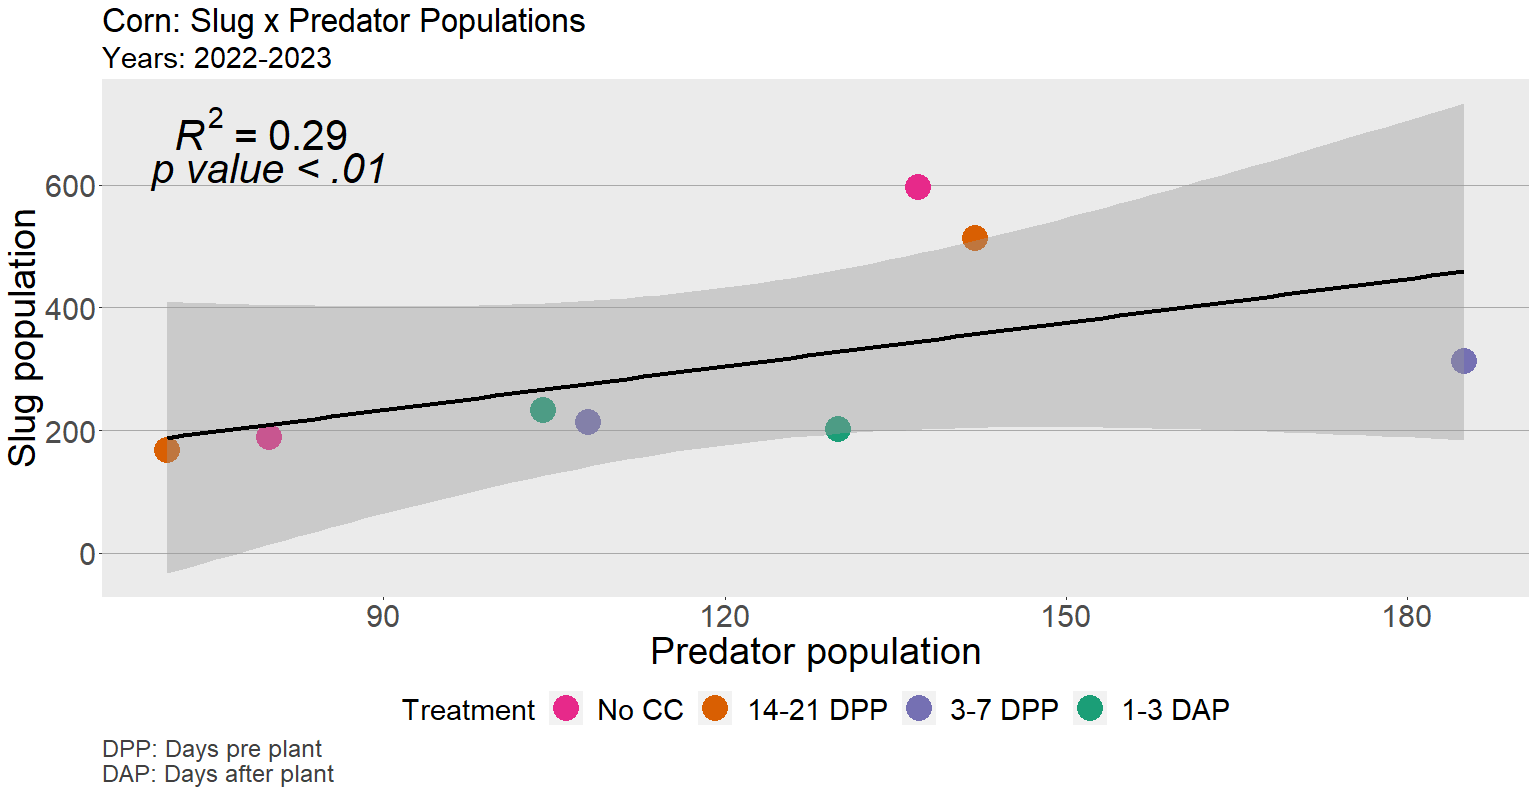 Corn: Slug x Predator Populations
Years: 2022-2023
R² = 0.29
p value < .01
600
400
200
0
Slug population
90 120 150 180
Predator population
Treatment No CC 14-21 DPP 3-7 DPP 1-3 DAP
DPP: Days pre plant
DAP: Days after plant